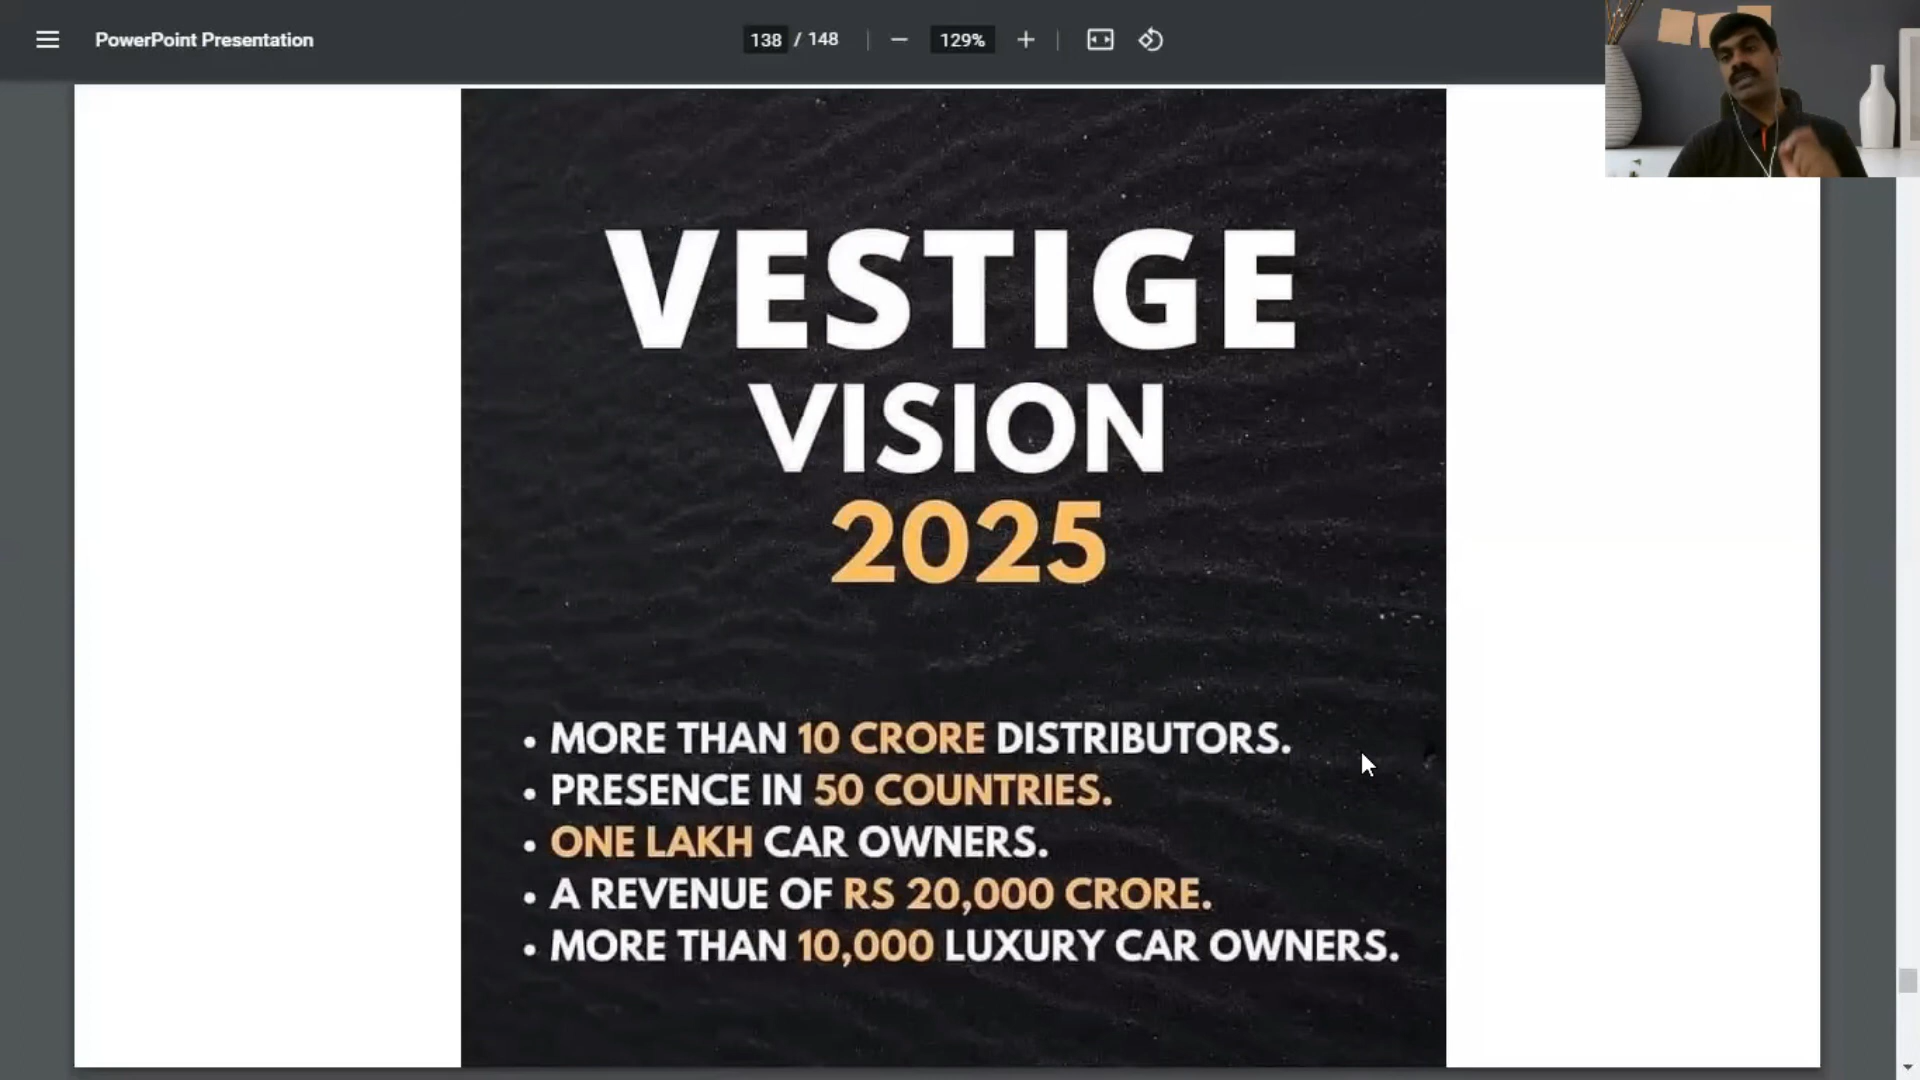 PowerPoint Presentation
138 / 148
129%
VESTIGE
VISION
2025
• MORE THAN 10 CRORE DISTRIBUTORS.
• PRESENCE IN 50 COUNTRIES.
• ONE LAKH CAR OWNERS.
• A REVENUE OF RS 20,000 CRORE.
• MORE THAN 10,000 LUXURY CAR OWNERS.